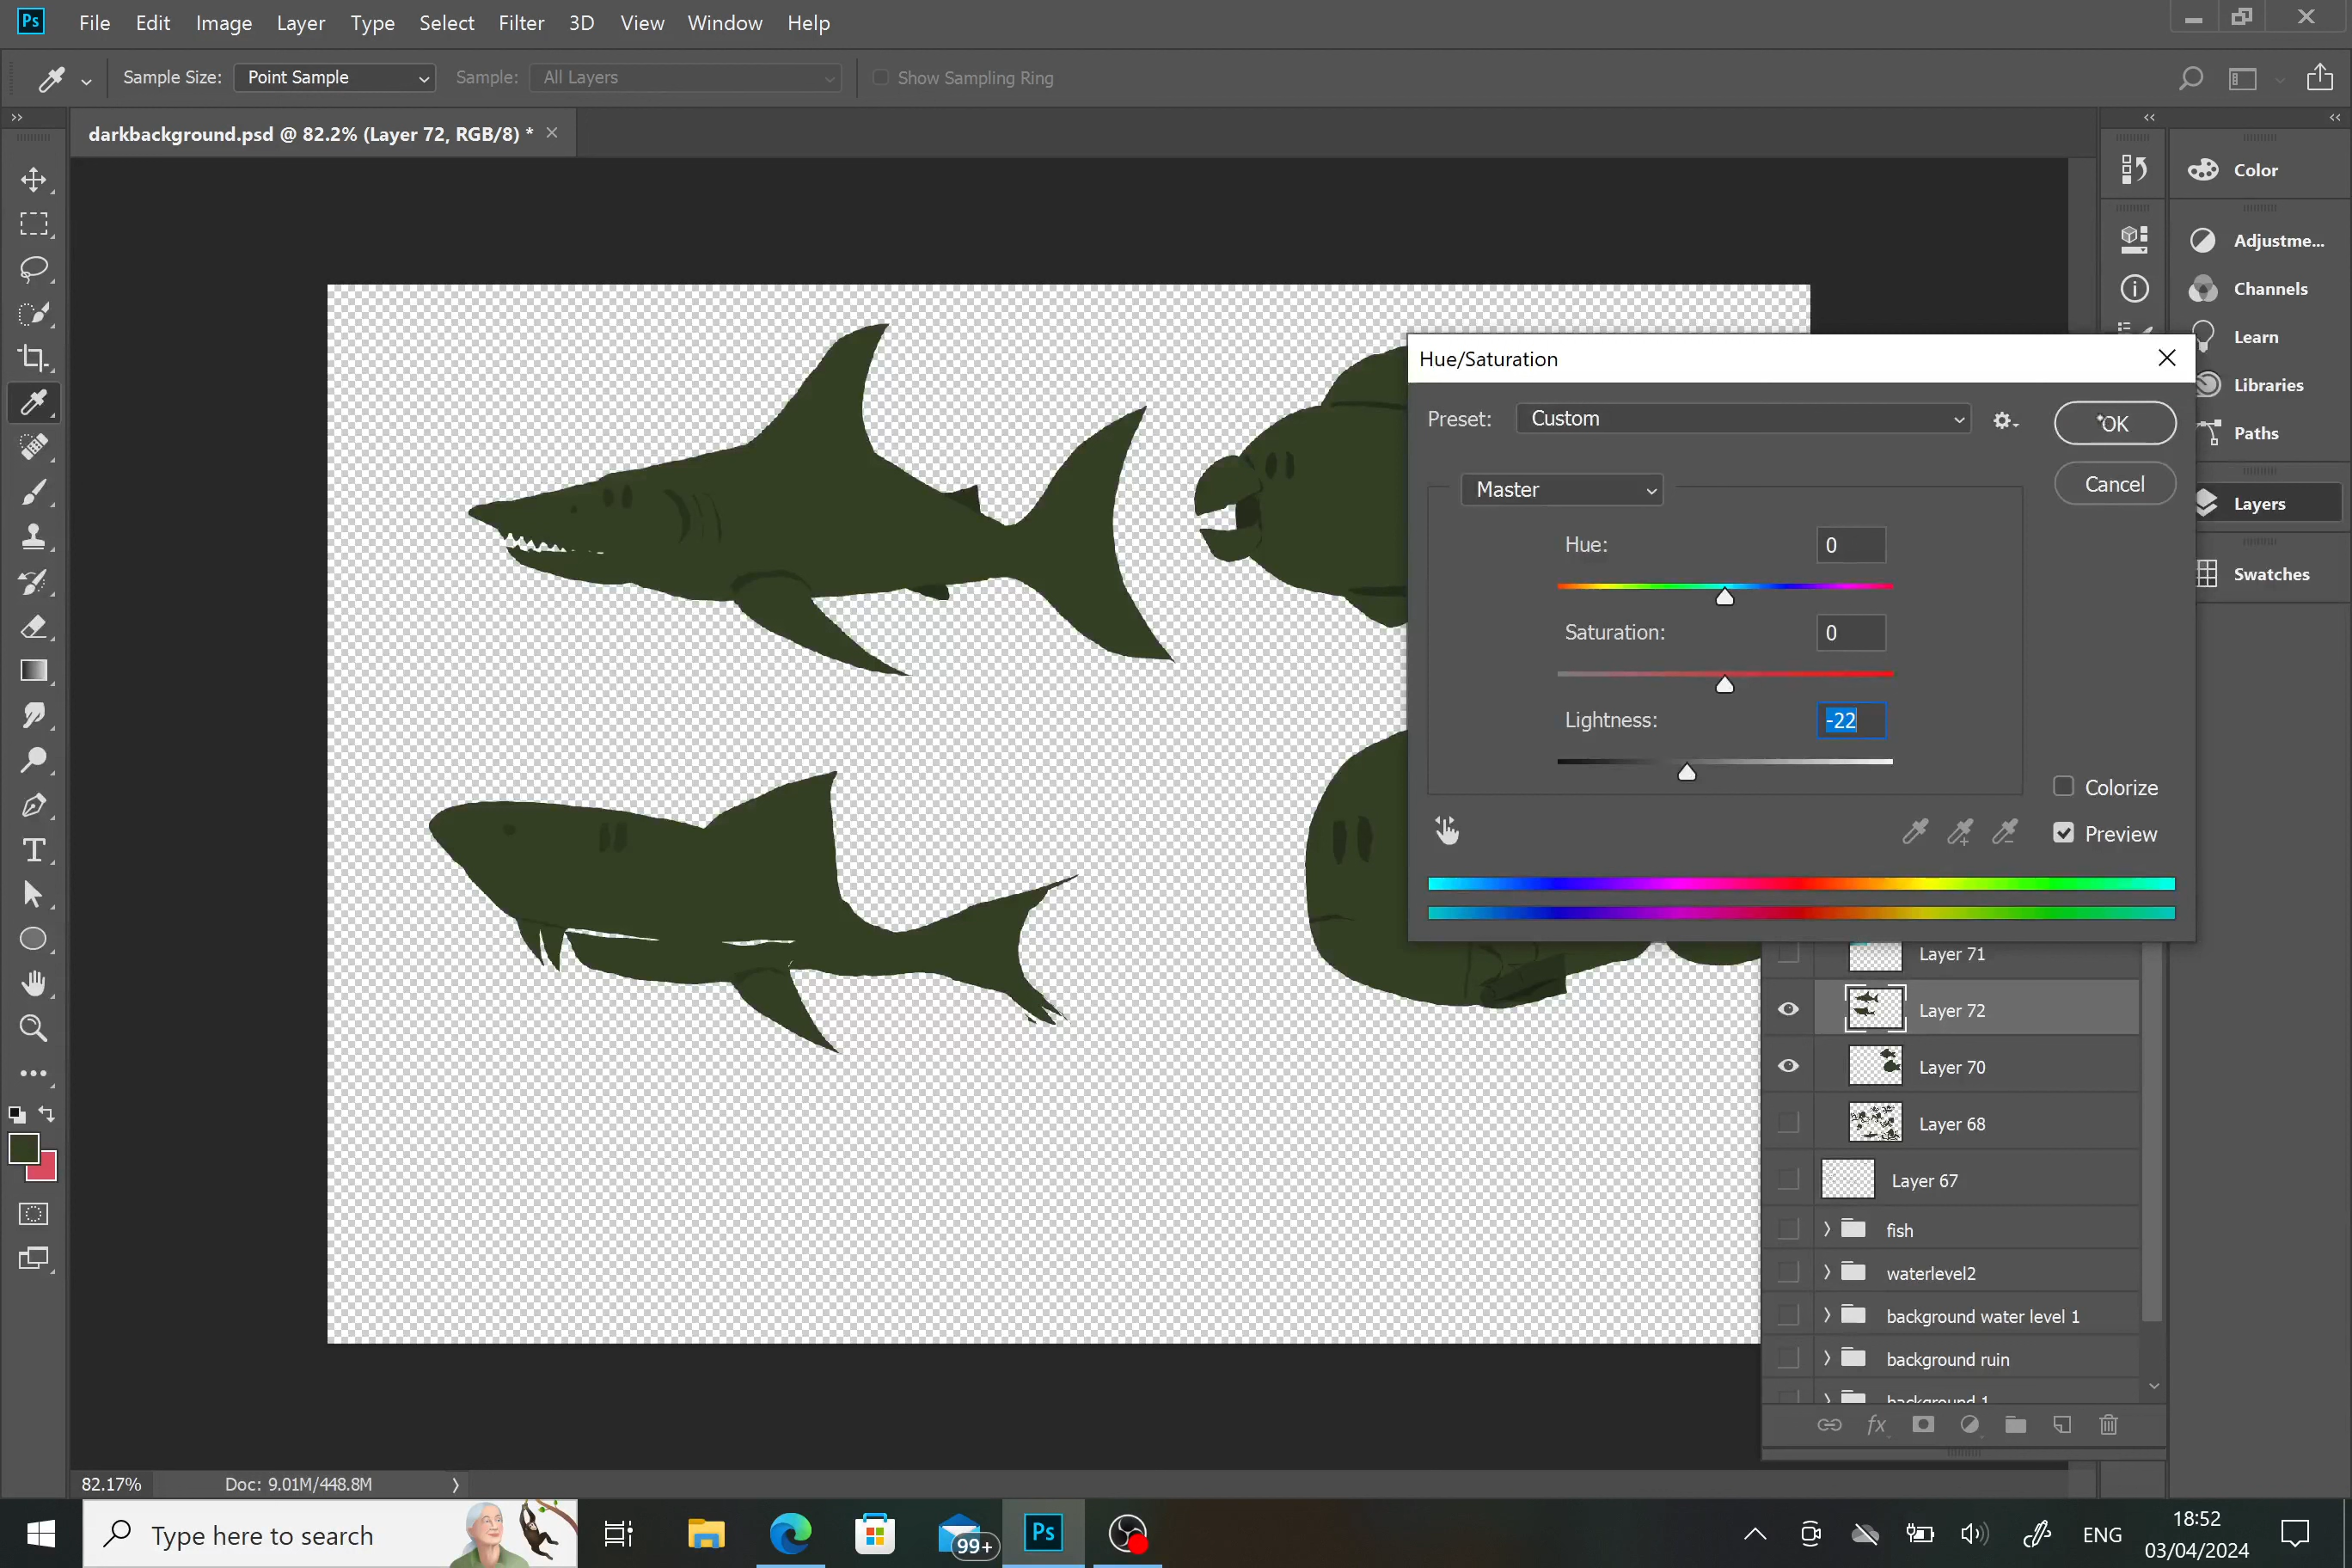 Ps
File Edit Image Layer Type Select Filter 3D View Window Help
Sample Size: Point Sample Sample: All Layers Show Sampling Ring
darkbackground.psd @ 82.2% (Layer 72, RGB/8) *
Color
Adjustme...
Channels
Learn
Libraries
Paths
Layers
Swatches
Hue/Saturation
Preset: Custom
OK
Cancel
Master
Hue: 0
Saturation: 0
Lightness: -22
Colorize
Preview
Layer 71
Layer 72
Layer 70
Layer 68
Layer 67
fish
waterlevel2
background water level 1
background ruin
background 1
fx
82.17% Doc: 9.01M/448.8M
Type here to search
99+
Ps
ENG
18:52
03/04/2024